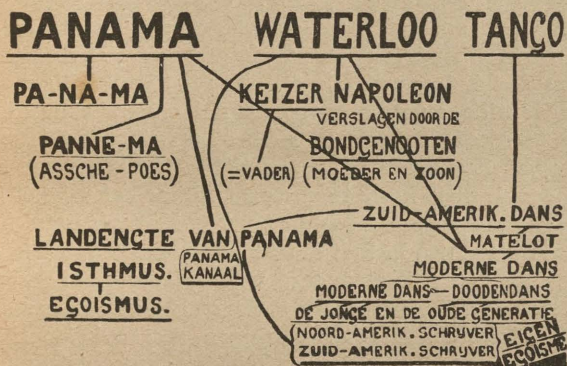 PANAMA WATERLOO TANGO
PA-NA-MA
KEIZER NAPOLEON
VERSLAGEN DOOR DE
PANNE-MA
BONDGENOOTEN
(ASSCHE-POES)
(=VADER) (MOEDER EN ZOON)
ZUID-AMERIK. DANS
LANDENGTE VAN PANAMA
MATELOT
PANAMA
KANAAL
ISTHMUS.
MODERNE DANS
EGOISMUS.
MODERNE DANS—DOODENDANS
DE JONGE EN DE OUDE GENERATIE
NOORD-AMERIK. SCHRIJVER
ZUID-AMERIK. SCHRIJVER
EIGEN
EGOISME